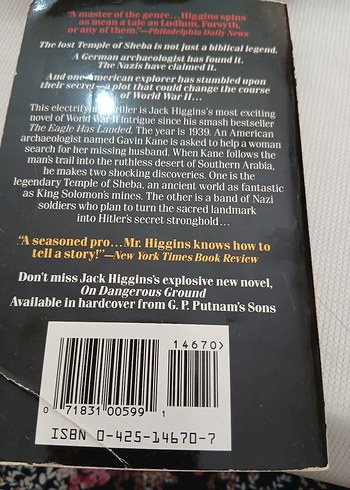 "A master of the genre...Higgins spins
as mean a tale as Ludlum, Forsyth,
or any of them."—Philadelphia Daily News
The lost Temple of Sheba is not just a biblical legend.
A German archaeologist has found it.
The Nazis have claimed it.
And one American explorer has stumbled upon
their secret—a plot that could change the course
of World War II...
This electrifying thriller is Jack Higgins's most exciting
novel of World War II intrigue since his smash bestseller
The Eagle Has Landed. The year is 1939. An American
archaeologist named Gavin Kane is asked to help a woman
search for her missing husband. When Kane follows the
man's trail into the ruthless desert of Southern Arabia,
he makes two shocking discoveries. One is the
legendary Temple of Sheba, an ancient world as fantastic
as King Solomon's mines. The other is a band of Nazi
soldiers who plan to turn the sacred landmark
into Hitler's secret stronghold...
"A seasoned pro...Mr. Higgins knows how to
tell a story!"—New York Times Book Review
Don't miss Jack Higgins's explosive new novel,
On Dangerous Ground
Available in hardcover from G. P. Putnam's Sons
14670>
0 71831 00599 1
ISBN 0-425-14670-7